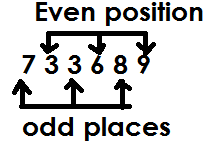 Even position
7 3 3 6 8 9
odd places